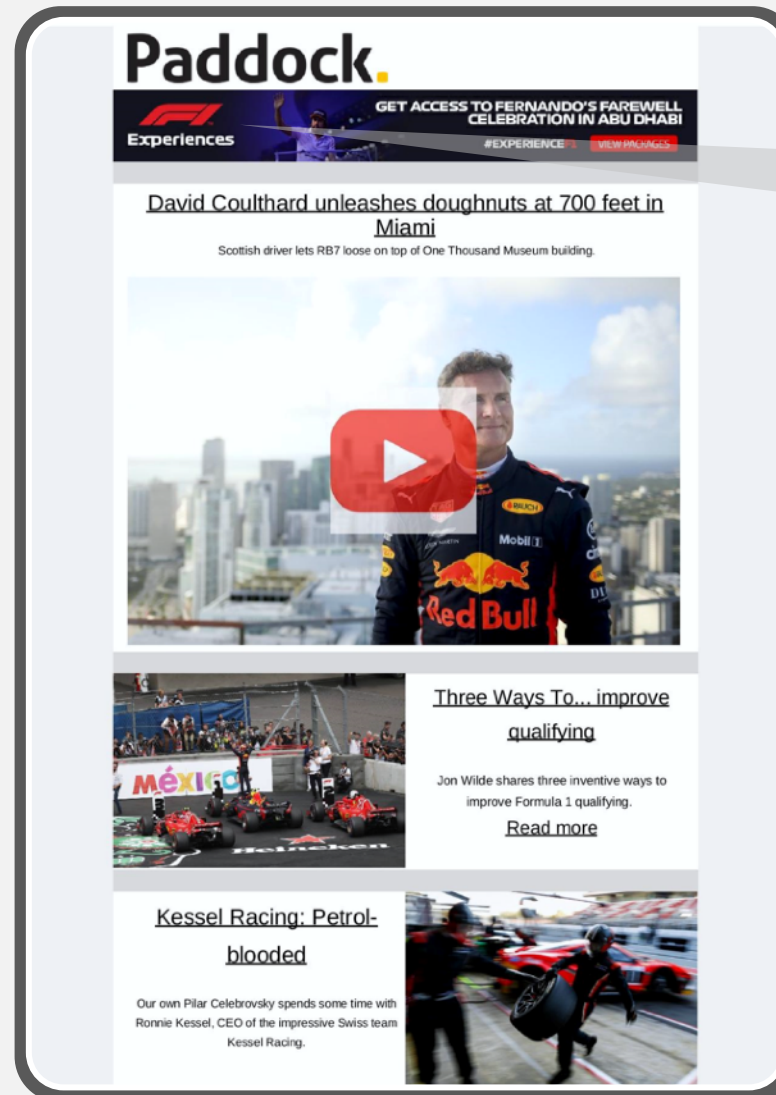 Paddock.
F1
Experiences
GET ACCESS TO FERNANDO'S FAREWELL
CELEBRATION IN ABU DHABI
#EXPERIENCEF1
VIEW PACKAGES
David Coulthard unleashes doughnuts at 700 feet in
Miami
Scottish driver lets RB7 loose on top of One Thousand Museum building.
RAUCH
Mobil 1
Red Bull
MéxICO
Heineken
Three Ways To... improve
qualifying
Jon Wilde shares three inventive ways to
improve Formula 1 qualifying.
Read more
Kessel Racing: Petrol-
blooded
Our own Pilar Celebrovsky spends some time with
Ronnie Kessel, CEO of the impressive Swiss team
Kessel Racing.